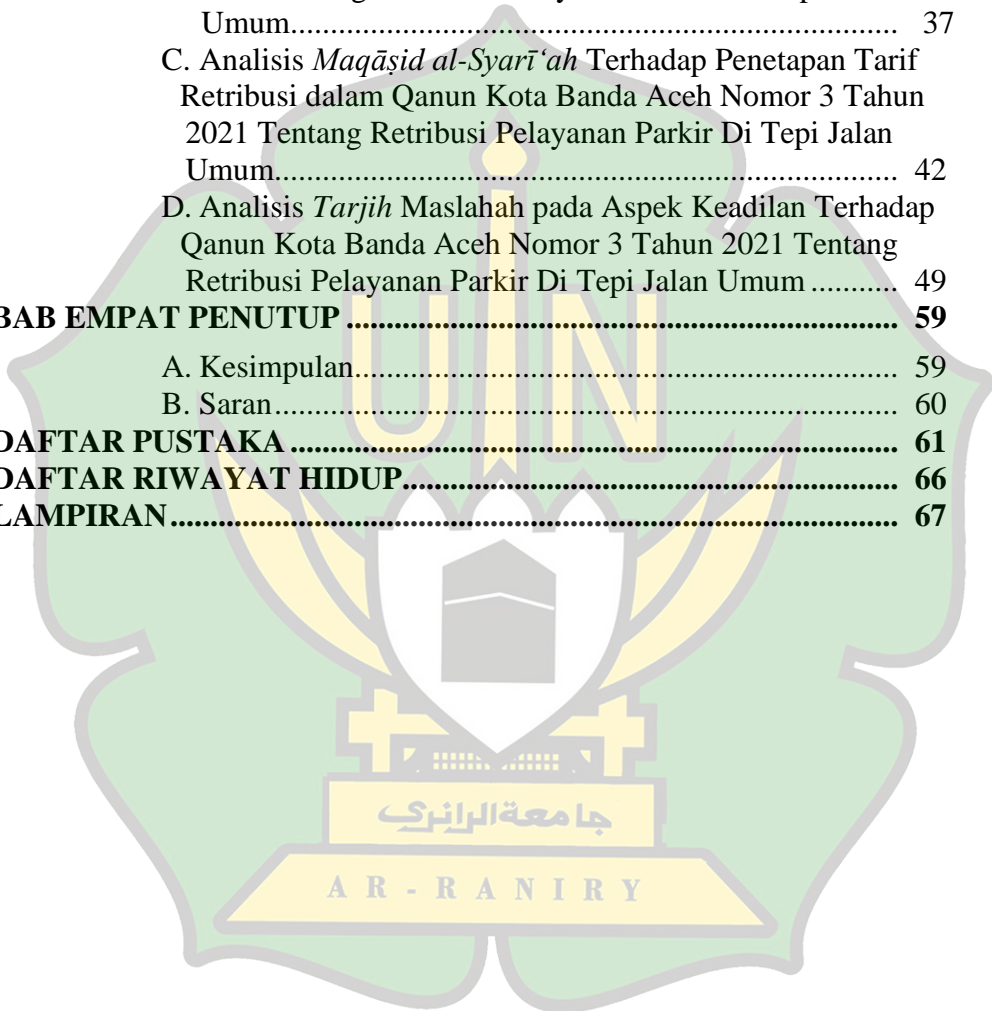 Umum........................................................................... 37
C. Analisis Maqāṣid al-Syarī‘ah Terhadap Penetapan Tarif
Retribusi dalam Qanun Kota Banda Aceh Nomor 3 Tahun
2021 Tentang Retribusi Pelayanan Parkir Di Tepi Jalan
Umum............................................................................. 42
D. Analisis Tarjih Maslahah pada Aspek Keadilan Terhadap
Qanun Kota Banda Aceh Nomor 3 Tahun 2021 Tentang
Retribusi Pelayanan Parkir Di Tepi Jalan Umum ........... 49
BAB EMPAT PENUTUP .................................................................... 59
A. Kesimpulan................................................................... 59
B. Saran.............................................................................. 60
DAFTAR PUSTAKA .......................................................................... 61
DAFTAR RIWAYAT HIDUP............................................................. 66
LAMPIRAN......................................................................................... 67
UIN
جامعةالرانري
AR-RANIRY